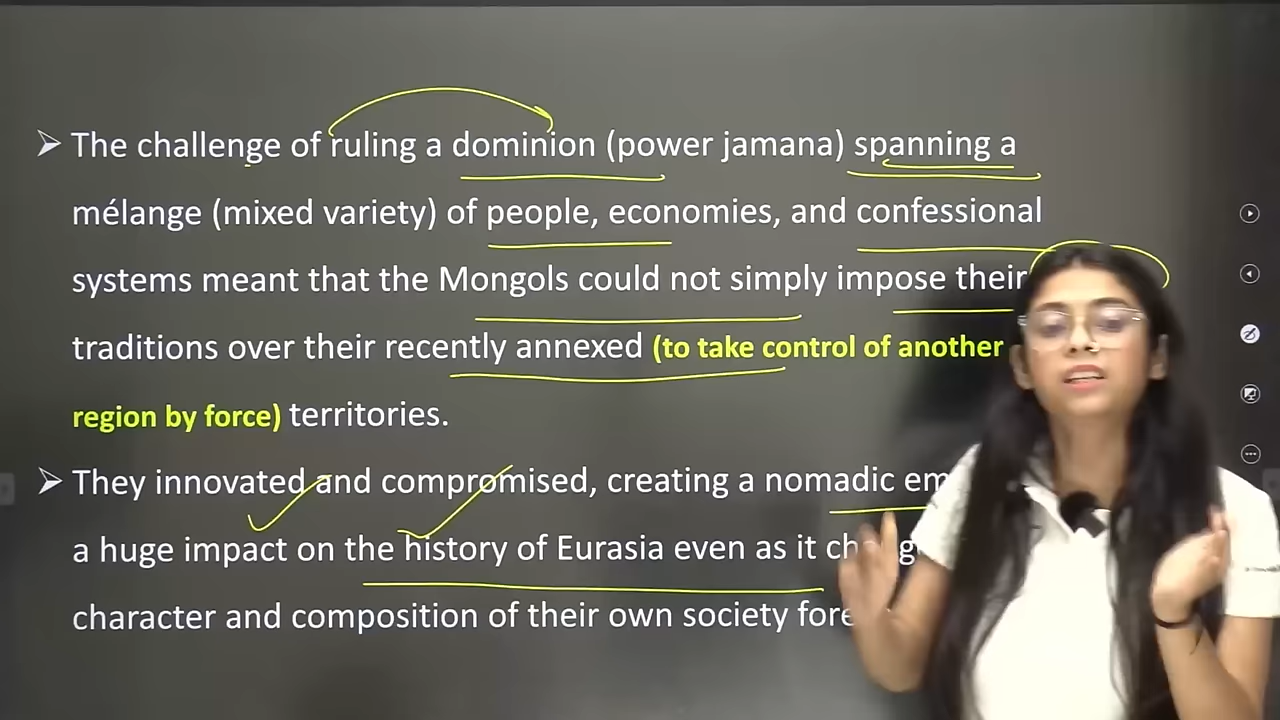 ➤ The challenge of ruling a dominion (power jamana) spanning a
mélange (mixed variety) of people, economies, and confessional
systems meant that the Mongols could not simply impose their
traditions over their recently annexed (to take control of another
region by force) territories.
➤ They innovated and compromised, creating a nomadic
a huge impact on the history of Eurasia even as it
character and composition of their own society